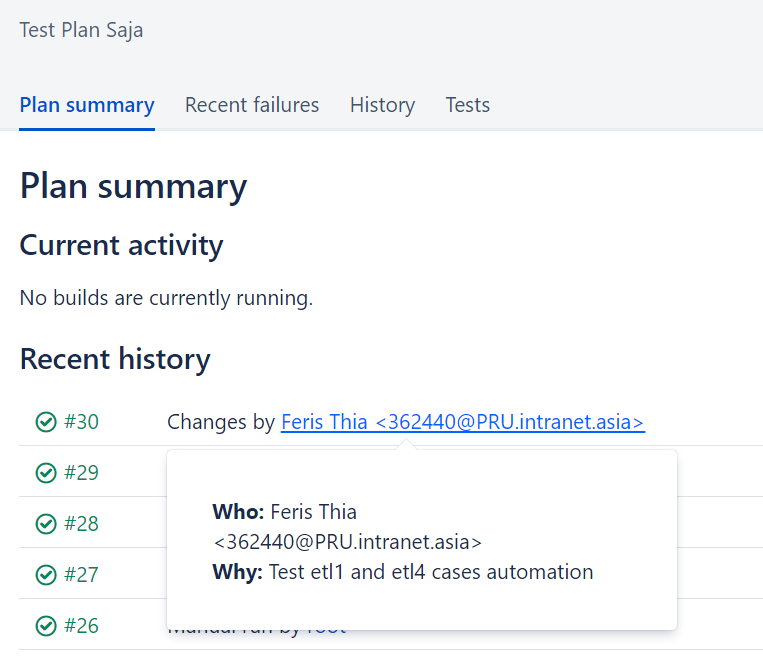 Test Plan Saja
Plan summary Recent failures History Tests
Plan summary
Current activity
No builds are currently running.
Recent history
#30 Changes by Feris Thia <362440@PRU.intranet.asia>
#29
Who: Feris Thia
<362440@PRU.intranet.asia>
#28
Why: Test etl1 and etl4 cases automation
#27
#26 Manual run by root